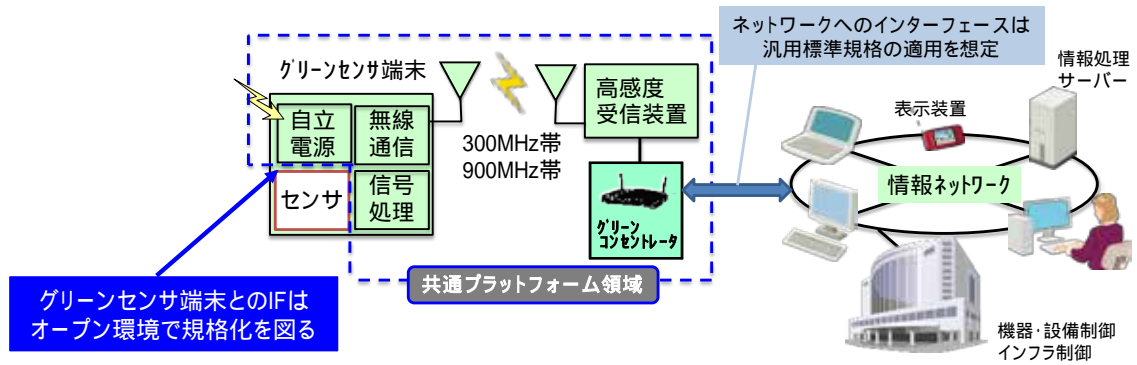 ネットワークへのインターフェースは
汎用標準規格の適用を想定
グリーンセンサ端末
自立
電源
無線
通信
センサ
信号
処理
300MHz帯
900MHz帯
高感度
受信装置
グリーン
コンセントレータ
共通プラットフォーム領域
グリーンセンサ端末とのIFは
オープン環境で規格化を図る
情報処理
サーバー
表示装置
情報ネットワーク
機器・設備制御
インフラ制御